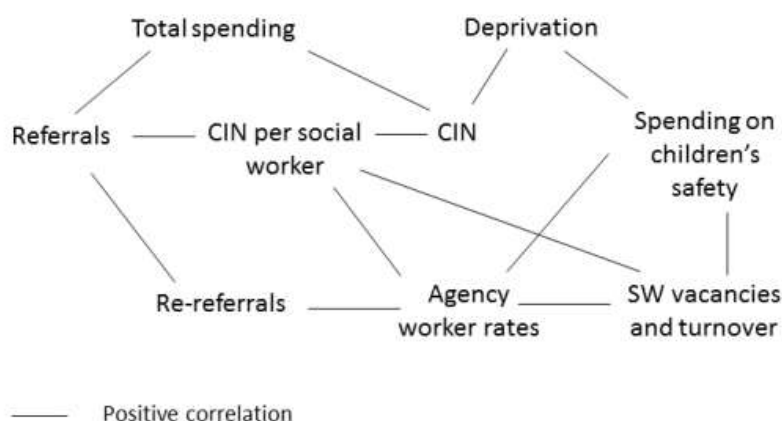 Total spending
Deprivation
Referrals
CIN per social
worker
CIN
Spending on
children's
safety
Re-referrals
Agency
worker rates
SW vacancies
and turnover
Positive correlation